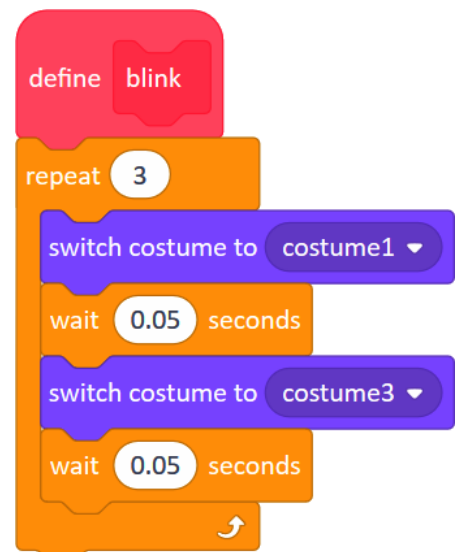 define blink
repeat 3
switch costume to costume1
wait 0.05 seconds
switch costume to costume3
wait 0.05 seconds